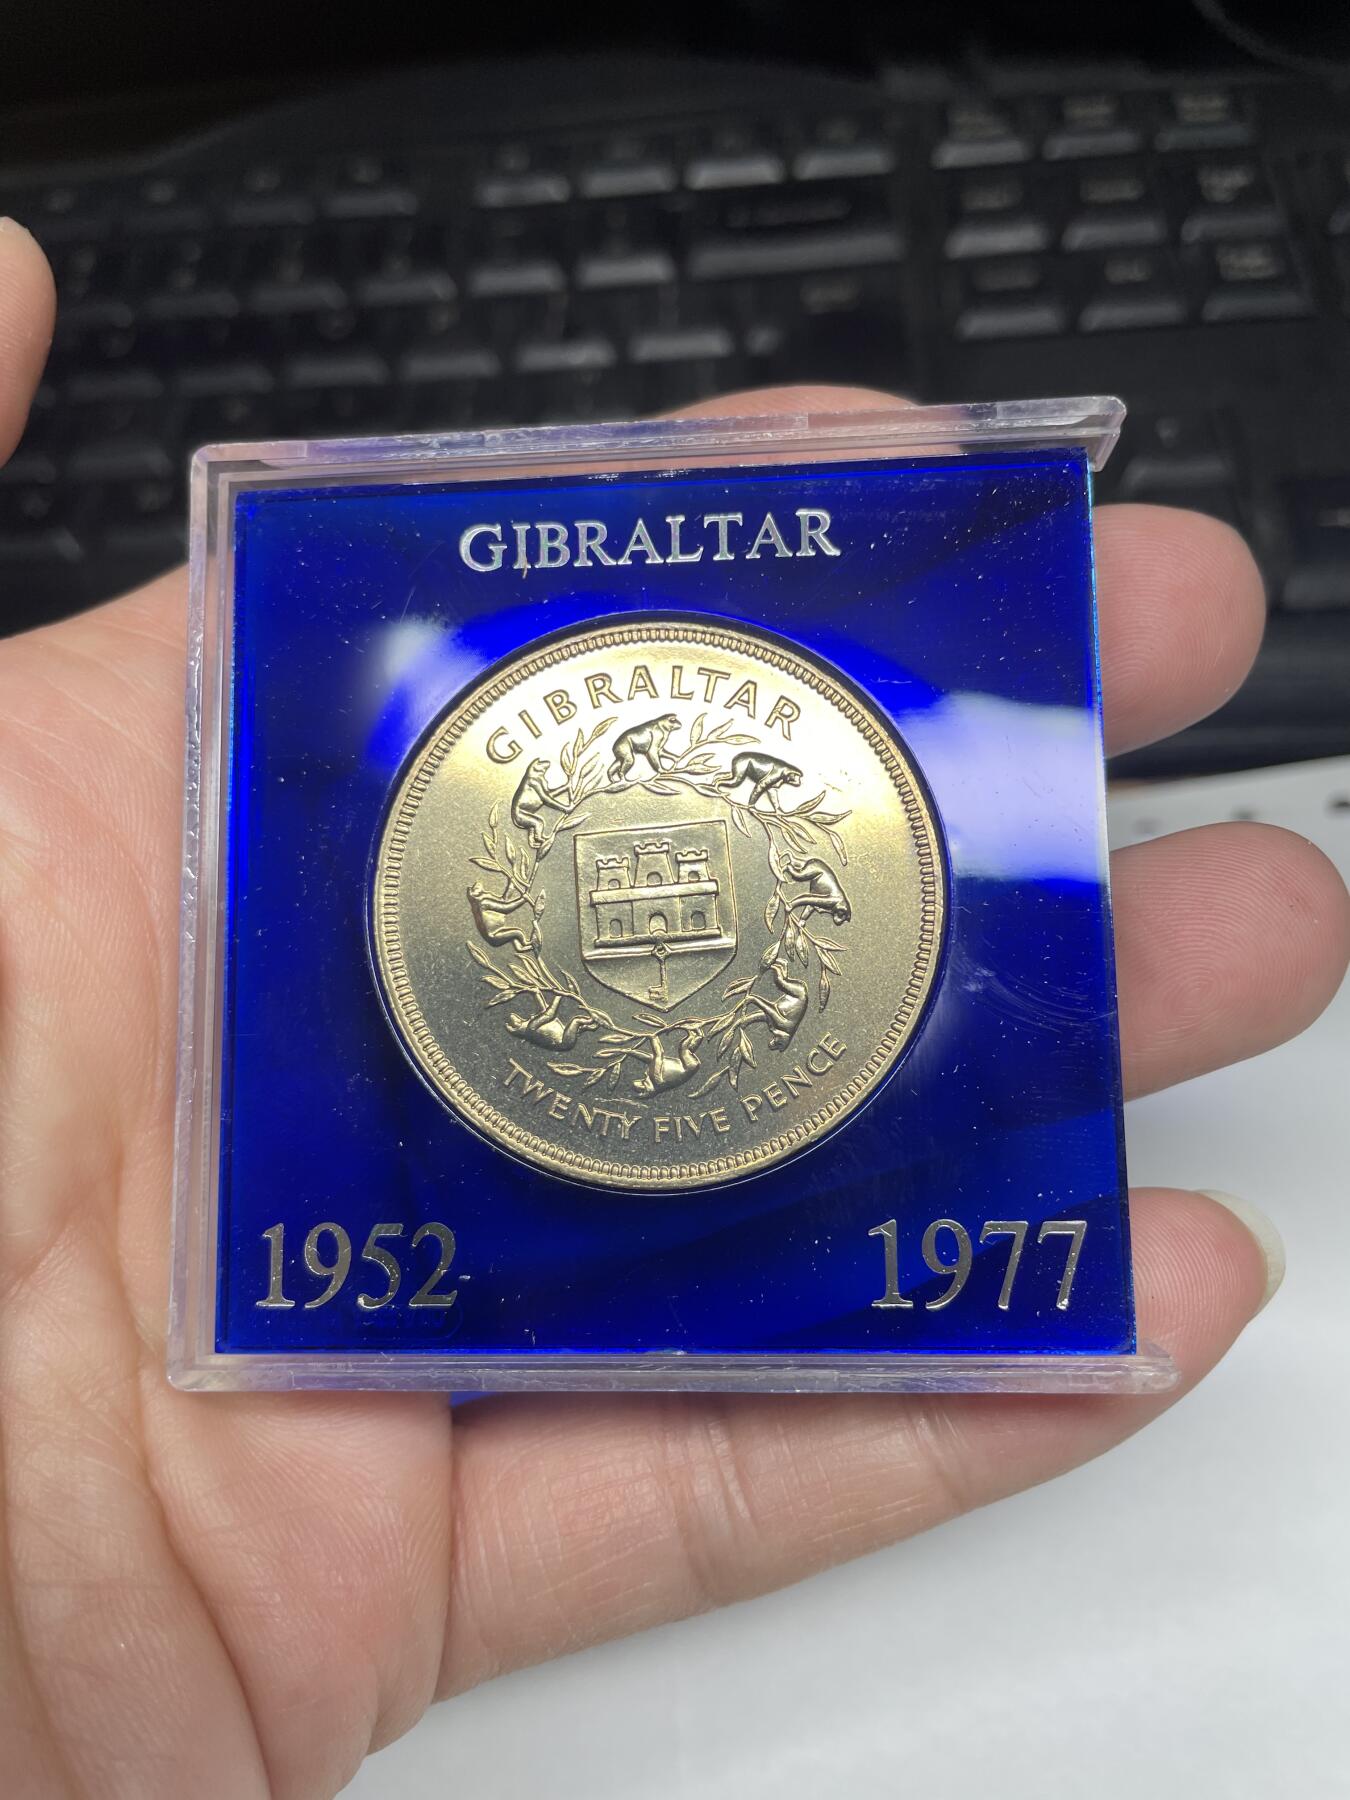 GIBRALTAR
GIBRALTAR
TWENTY FIVE PENCE
1952
1977